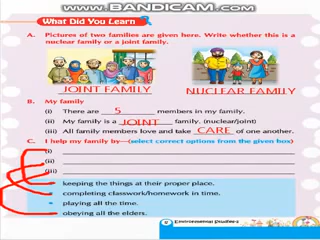 WWW.BANDICAM.COM
What Did You Learn
A. Pictures of two families are given here. Write whether this is a
nuclear family or a joint family.
JOINT FAMILY NUCLEAR FAMILY
B. My family
(i) There are 5 members in my family.
(ii) My family is a JOINT family. (nuclear/joint)
(iii) All family members love and take CARE of one another.
C. I help my family by—(select correct options from the given box)
(i)
(ii)
(iii)
keeping the things at their proper place.
completing classwork/homework in time.
playing all the time.
obeying all the elders.
Environmental Studies-2